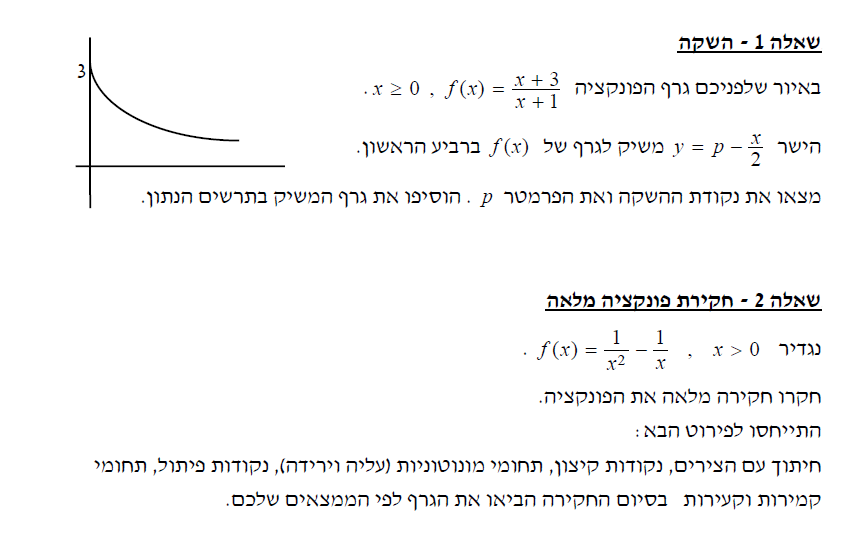 שאלה 1 - השקה
3
באיור שלפניכם גרף הפונקציה f(x) = \frac{x+3}{x+1} , x ≥ 0 .
הישר y = p - \frac{x}{2} משיק לגרף של f(x) ברביע הראשון.
מצאו את נקודת ההשקה ואת הפרמטר p . הוסיפו את גרף המשיק בתרשים הנתון.
שאלה 2 - חקירת פונקציה מלאה
נגדיר f(x) = \frac{1}{x^2} - \frac{1}{x} , x > 0 .
חקרו חקירה מלאה את הפונקציה.
התייחסו לפירוט הבא:
חיתוך עם הצירים, נקודות קיצון, תחומי מונוטוניות (עליה וירידה), נקודות פיתול, תחומי
קמירות וקעירות בסיום החקירה הביאו את הגרף לפי הממצאים שלכם.